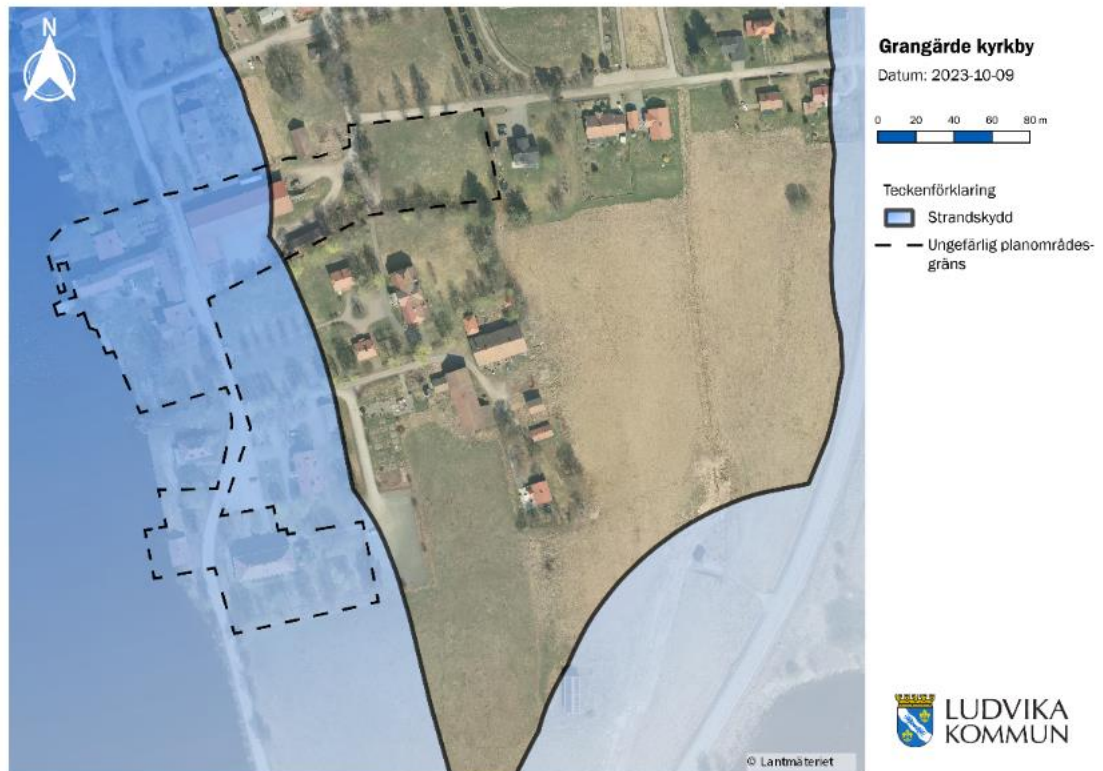 N
Grangärde kyrkby
Datum: 2023-10-09
0 20 40 60 80 m
Teckenförklaring
Strandskydd
Ungefärlig planområdes-
gräns
LUDVIKA
KOMMUN
© Lantmäteriet